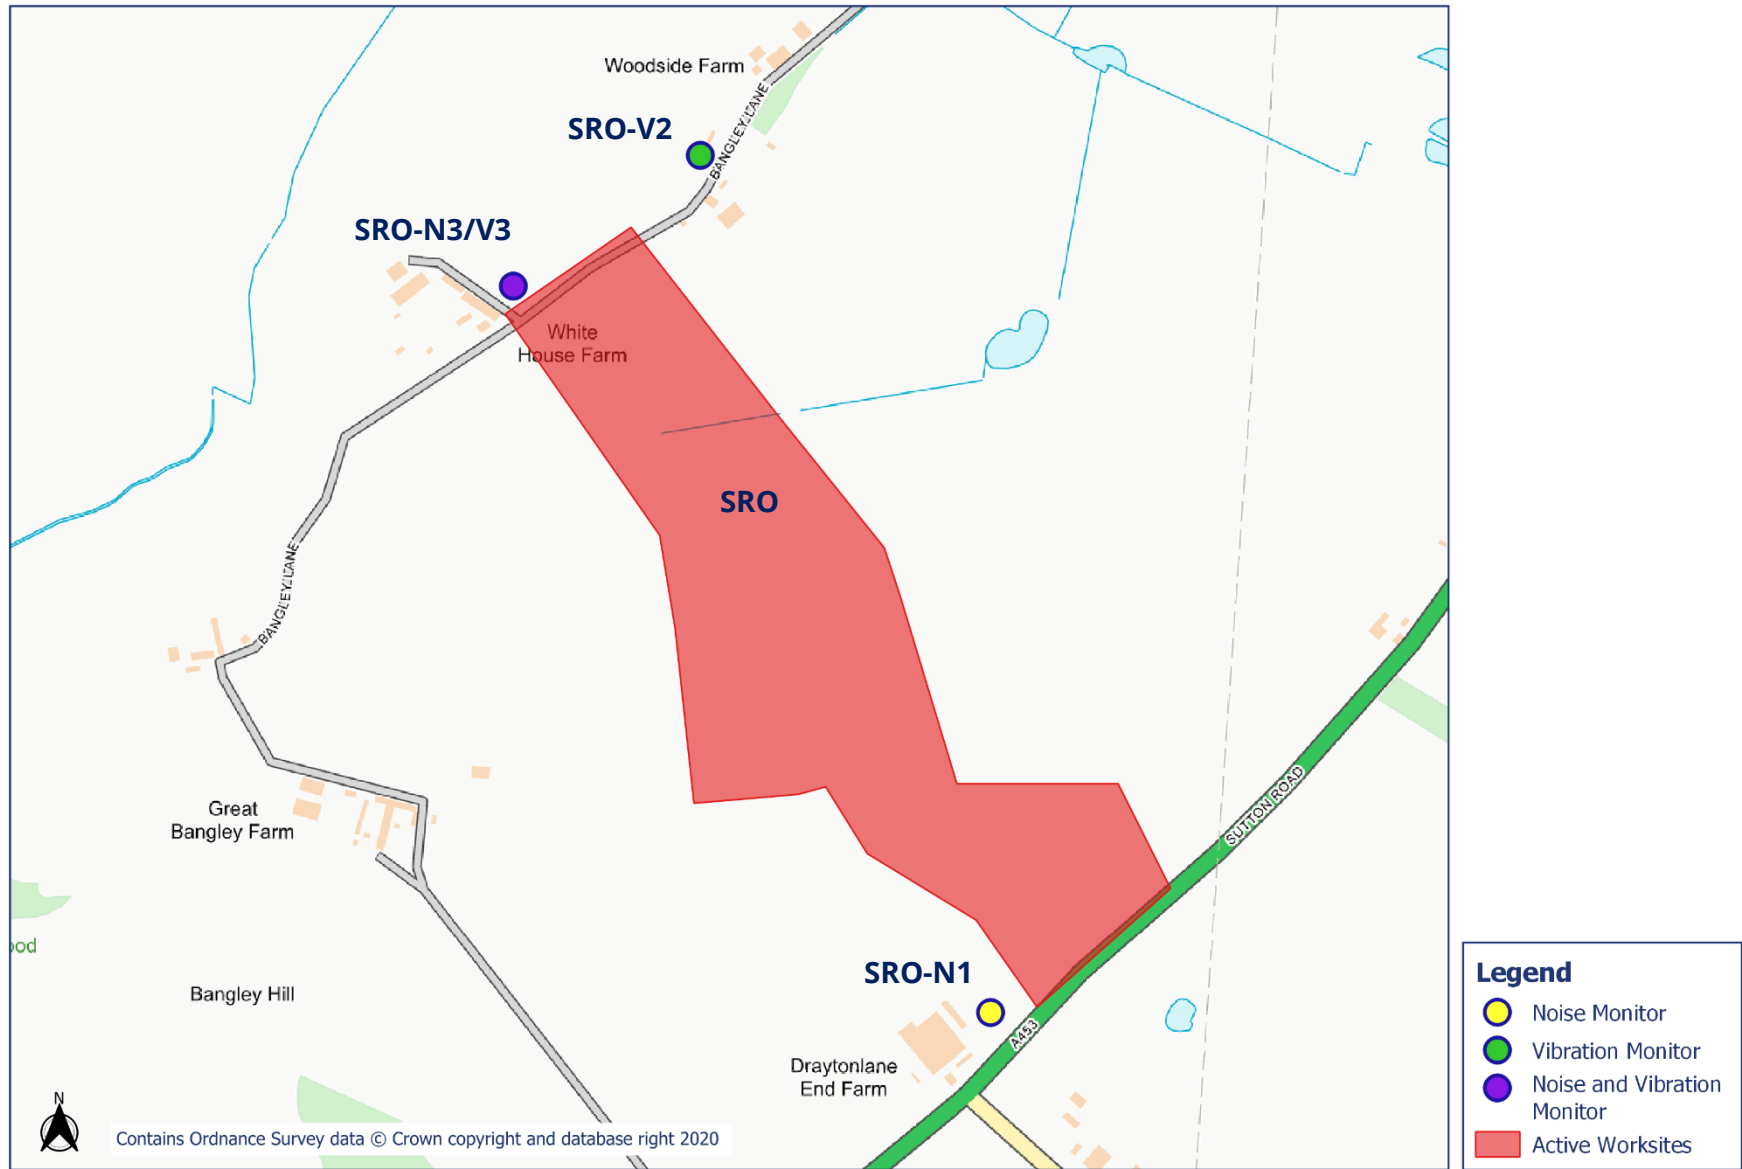 Woodside Farm
BANGLEY LANE
SRO-V2
SRO-N3/V3
White
House Farm
SRO
BANGLEY LANE
SUTTON ROAD
Great
Bangley Farm
ood
Bangley Hill
SRO-N1
A453
Draytonlane
End Farm
N
Contains Ordnance Survey data © Crown copyright and database right 2020
Legend
Noise Monitor
Vibration Monitor
Noise and Vibration
Monitor
Active Worksites